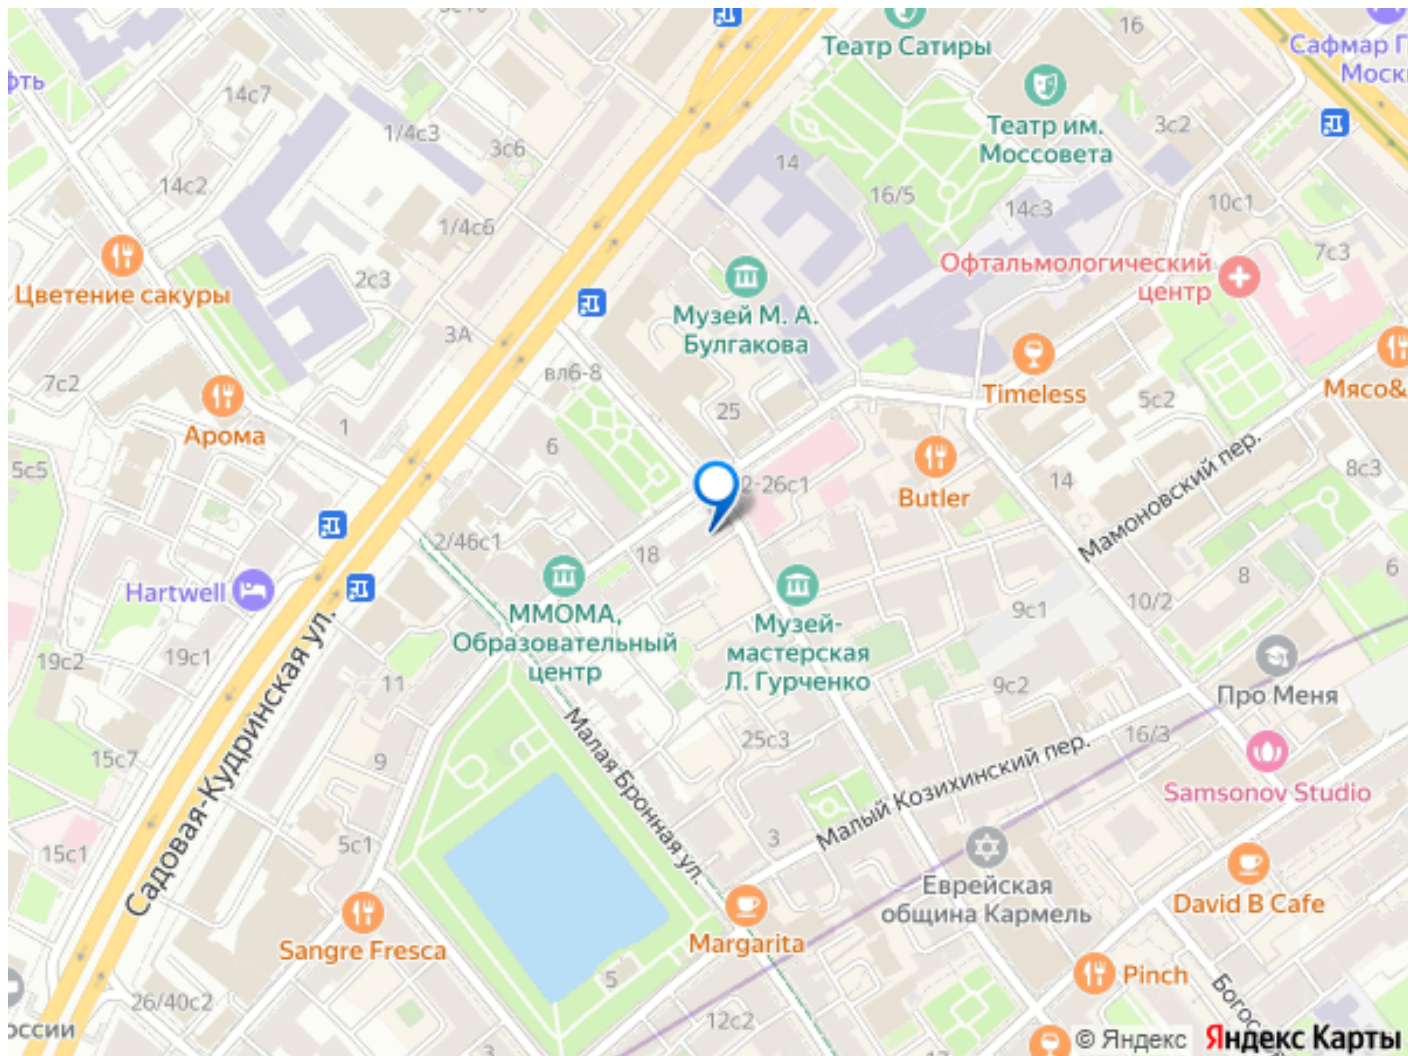 3с10
16
Театр Сатиры
Сафмар Г
Моск
фть
14с7
1/4с3
3с6
Театр им.
Моссовета
3с2
14
16/5
14с2
14с3
10с1
1/4с6
7с3
2с3
Офтальмологический
центр
Цветение сакуры
Музей М. А.
Булгакова
3А
вл6-8
7с2
Timeless
Мясо&
5с2
25
1
Арома
6
5с5
8с3
14
2-26с1
Butler
Мамоновский пер.
2/46с1
18
Hartwell
ММОМА,
Образовательный
центр
8
6
10/2
9с1
Музей-
мастерская
Л. Гурченко
19с2
19с1
11
9с2
Про Меня
Садовая-Кудринская ул.
Малая Бронная ул.
16/3
25с3
15с7
9
Малый Козихинский пер.
Samsonov Studio
3
5с1
15с1
Еврейская
община Кармель
David B Cafe
Margarita
Sangre Fresca
5
Pinch
26/40с2
Богос
12с2
оссии
3
© Яндекс Яндекс Карты